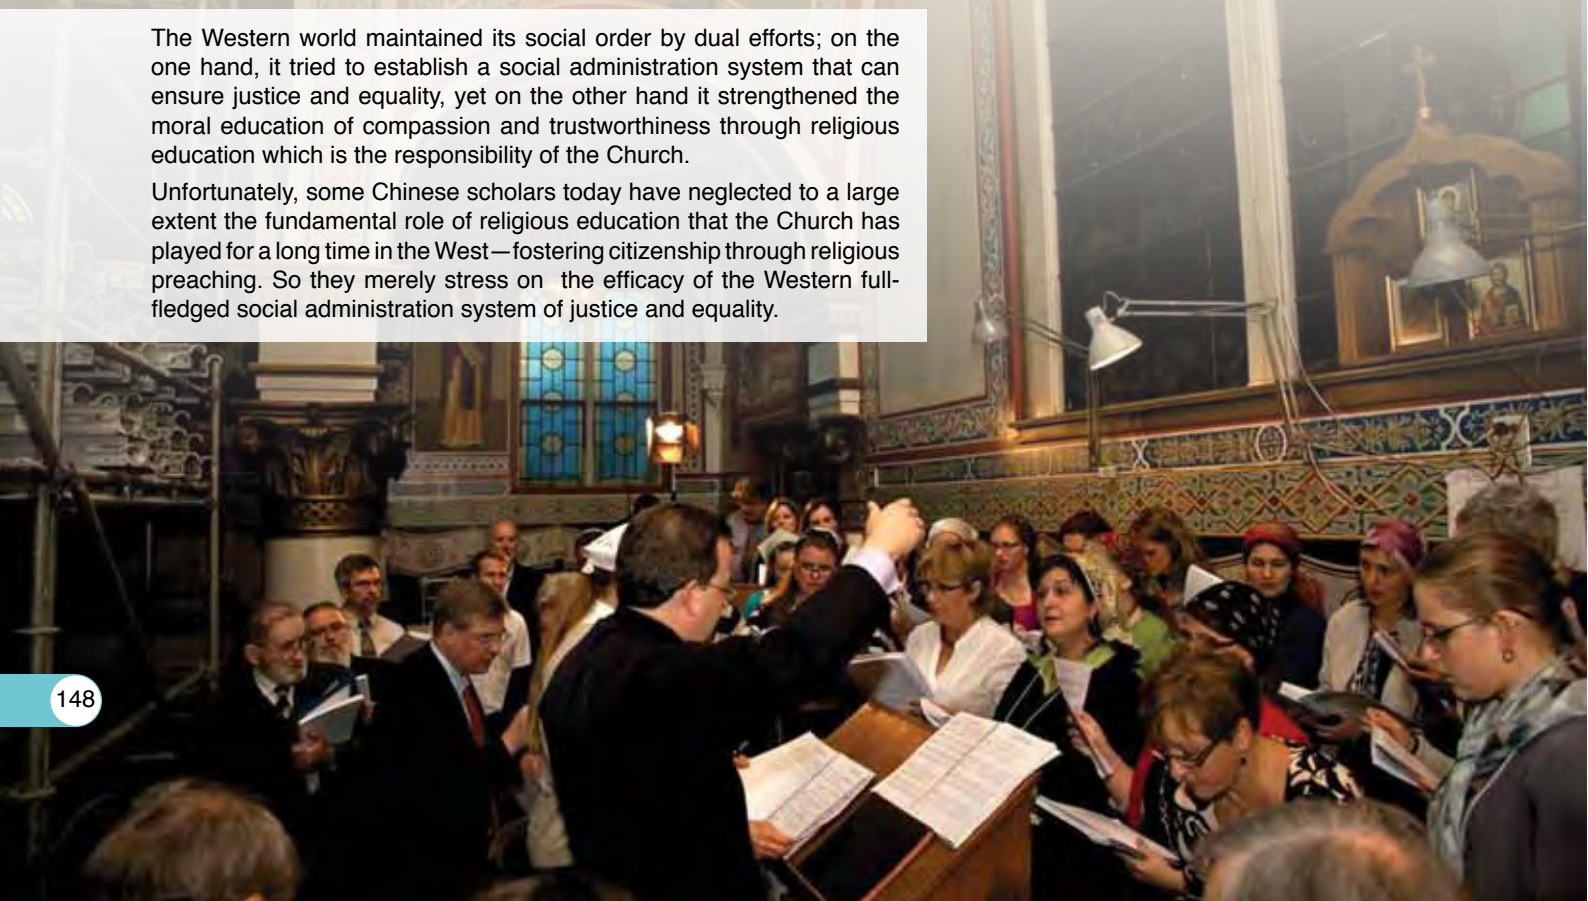 The Western world maintained its social order by dual efforts; on the
one hand, it tried to establish a social administration system that can
ensure justice and equality, yet on the other hand it strengthened the
moral education of compassion and trustworthiness through religious
education which is the responsibility of the Church.
Unfortunately, some Chinese scholars today have neglected to a large
extent the fundamental role of religious education that the Church has
played for a long time in the West—fostering citizenship through religious
preaching. So they merely stress on  the efficacy of the Western full-
fledged social administration system of justice and equality.
148